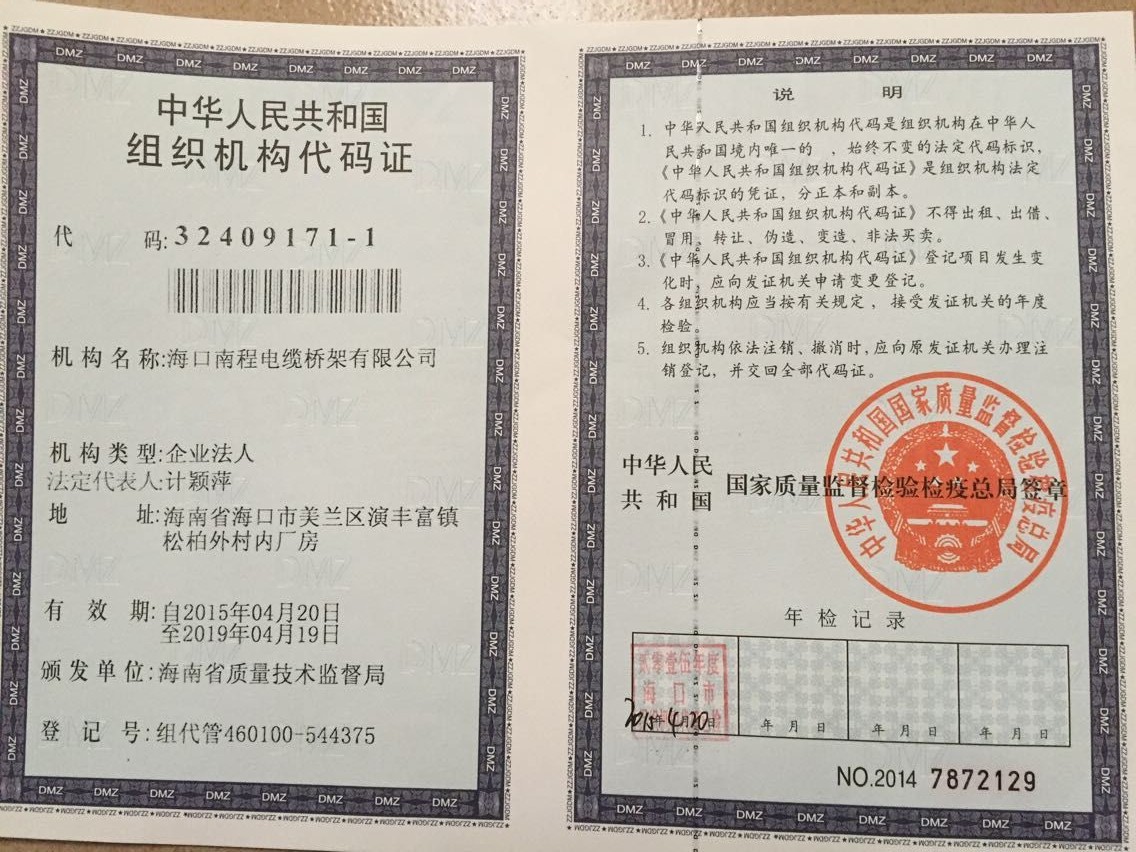 中华人民共和国
组织机构代码证
代 码:32409171-1
机构名称:海口南程电缆桥架有限公司
机构类型:企业法人
法定代表人:计颖萍
地 址:海南省海口市美兰区演丰富镇
松柏外村内厂房
有 效 期:自2015年04月20日
至2019年04月19日
颁发单位:海南省质量技术监督局
登 记 号:组代管460100-544375
说 明
1. 中华人民共和国组织机构代码是组织机构在中华人
民共和国境内唯一的 、始终不变的法定代码标识,
《中华人民共和国组织机构代码证》是组织机构法定
代码标识的凭证,分正本和副本。
2.《中华人民共和国组织机构代码证》不得出租、出借、
冒用、转让、伪造、变造、非法买卖。
3.《中华人民共和国组织机构代码证》登记项目发生变
化时,应向发证机关申请变更登记。
4. 各组织机构应当按有关规定,接受发证机关的年度
检验。
5. 组织机构依法注销、撤消时,应向原发证机关办理注
销登记,并交回全部代码证。
中华人民共和国国家质量监督检验检疫总局
中华人民
共和国 国家质量监督检验检疫总局签章
年检记录
贰零壹伍年度
海口市
2015年4月20日
年 月 日
年 月 日
年 月 日
NO.2014 7872129